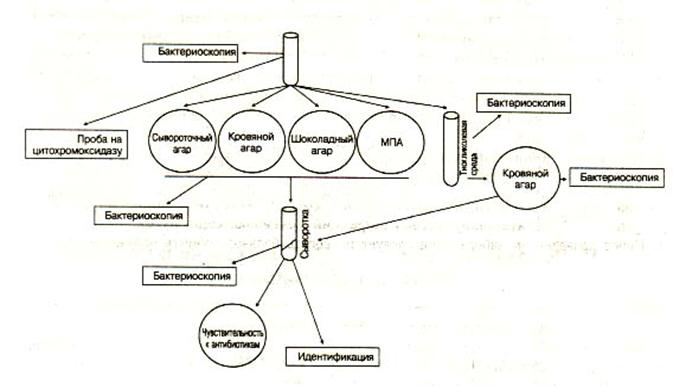 Бактериоскопия
Проба на
цитохромоксидазу
Сывороточный
агар
Кровяной
агар
Шоколадный
агар
МПА
Тиогликолевая
среда
Бактериоскопия
Кровяной
агар
Бактериоскопия
Бактериоскопия
Сыворотка
Бактериоскопия
Чувствительность
к антибиотикам
Идентификация